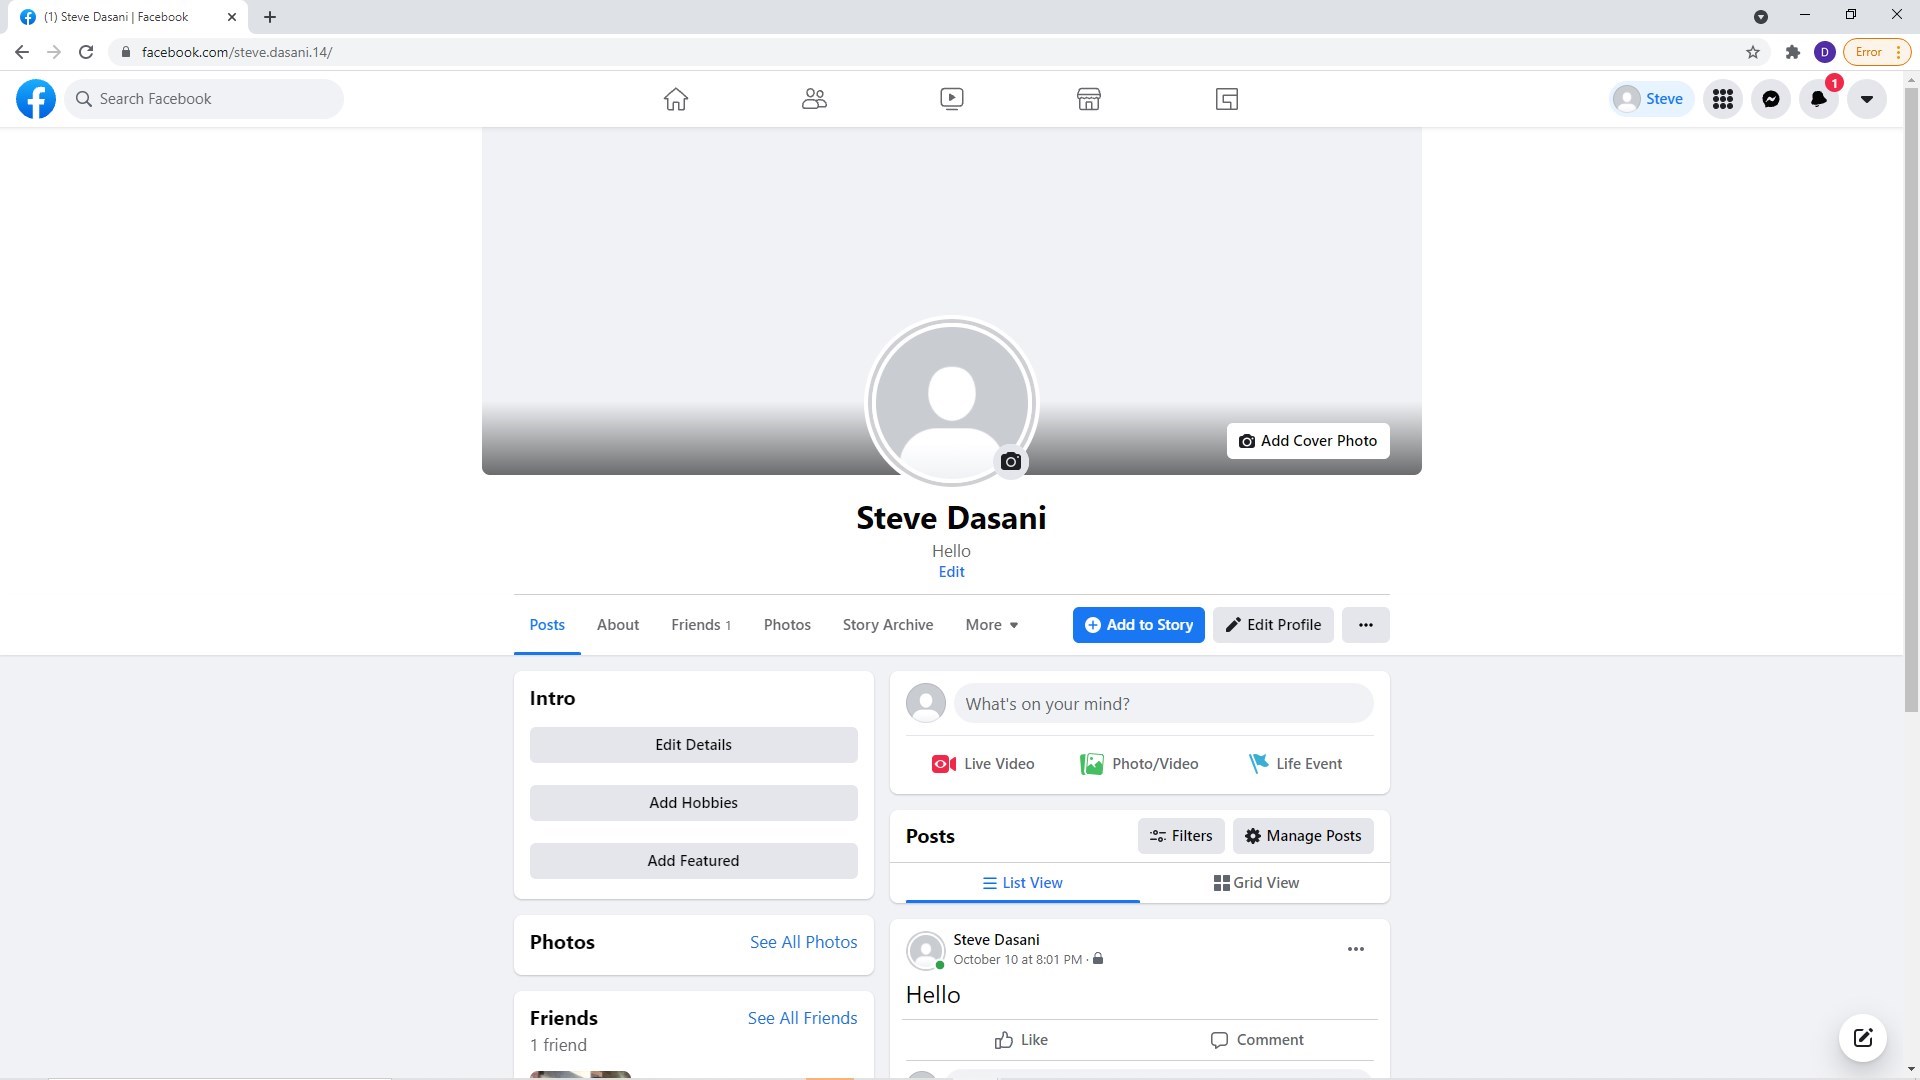 (1) Steve Dasani | Facebook
facebook.com/steve.dasani.14/
D
Error
Search Facebook
Steve
1
Add Cover Photo
Steve Dasani
Hello
Edit
Posts
About
Friends 1
Photos
Story Archive
More
Add to Story
Edit Profile
Intro
Edit Details
Add Hobbies
Add Featured
Photos
See All Photos
Friends
See All Friends
1 friend
What's on your mind?
Live Video
Photo/Video
Life Event
Posts
Filters
Manage Posts
List View
Grid View
Steve Dasani
October 10 at 8:01 PM ·
Hello
Like
Comment